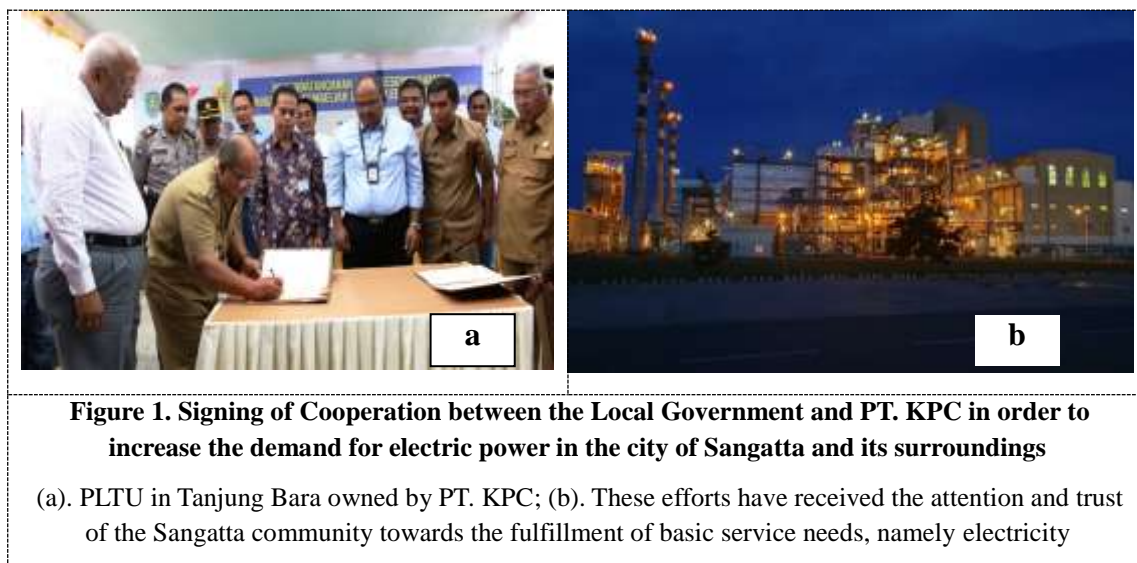 a
b
Figure 1. Signing of Cooperation between the Local Government and PT. KPC in order to
increase the demand for electric power in the city of Sangatta and its surroundings
(a). PLTU in Tanjung Bara owned by PT. KPC; (b). These efforts have received the attention and trust
of the Sangatta community towards the fulfillment of basic service needs, namely electricity